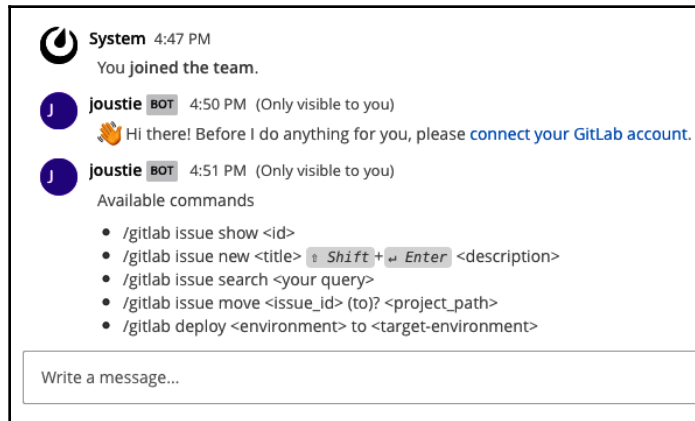 System 4:47 PM
You joined the team.
J
joustie BOT 4:50 PM (Only visible to you)
👋 Hi there! Before I do anything for you, please connect your GitLab account.
J
joustie BOT 4:51 PM (Only visible to you)
Available commands
• /gitlab issue show <id>
• /gitlab issue new <title> ⇧ Shift + ↵ Enter <description>
• /gitlab issue search <your query>
• /gitlab issue move <issue_id> (to)? <project_path>
• /gitlab deploy <environment> to <target-environment>
Write a message...